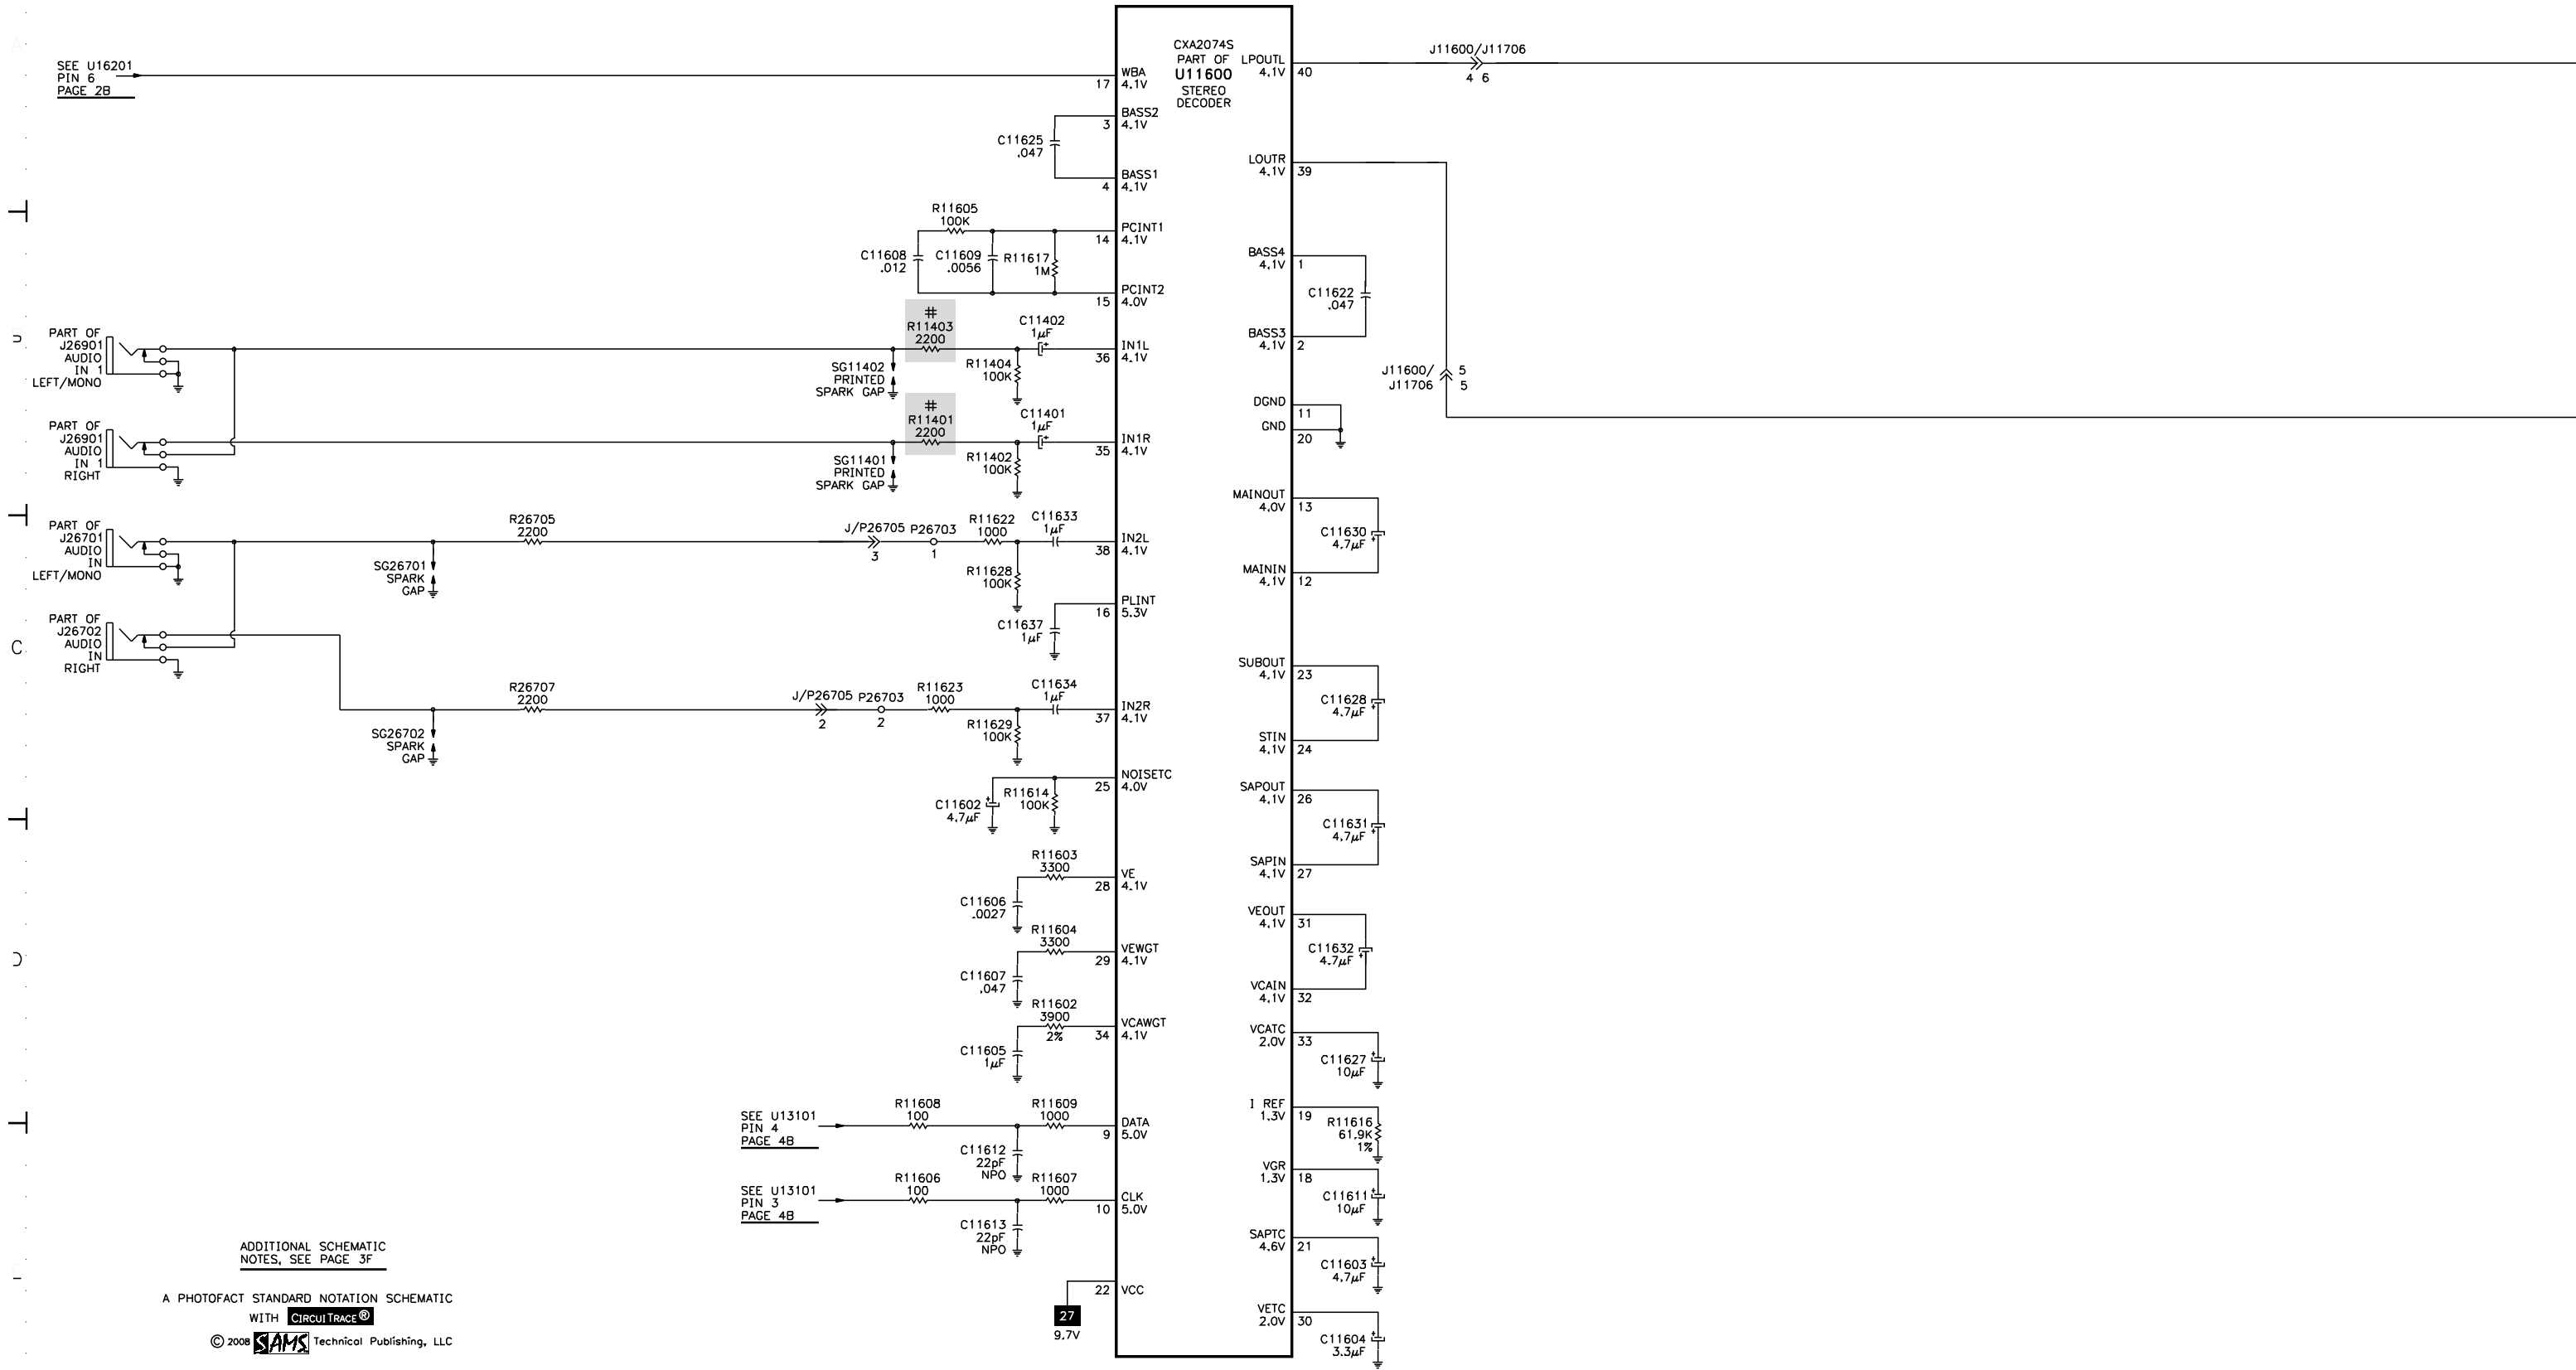 SEE U16201
PIN 6
PAGE 2B
CXA2074S
PART OF
U11600
STEREO
DECODER
WBA
17 4.1V
BASS2
3 4.1V
C11625
.047
BASS1
4 4.1V
R11605
100K
PCINT1
14 4.1V
C11608
.012
C11609
.0056
R11617
1M
PCINT2
15 4.0V
PART OF
J26901
AUDIO
IN 1
LEFT/MONO
#
R11403
2200
C11402
1µF
+
IN1L
36 4.1V
SG11402
PRINTED
SPARK GAP
R11404
100K
PART OF
J26901
AUDIO
IN 1
RIGHT
#
R11401
2200
C11401
1µF
+
IN1R
35 4.1V
SG11401
PRINTED
SPARK GAP
R11402
100K
PART OF
J26701
AUDIO
IN
LEFT/MONO
R26705
2200
J/P26705
3
P26703
1
R11622
1000
C11633
1µF
IN2L
38 4.1V
SG26701
SPARK
GAP
R11628
100K
PLINT
16 5.3V
C11637
1µF
PART OF
J26702
AUDIO
IN
RIGHT
C
R26707
2200
J/P26705
2
P26703
2
R11623
1000
C11634
1µF
IN2R
37 4.1V
SG26702
SPARK
GAP
R11629
100K
NOISETC
25 4.0V
C11602
4.7µF
+
R11614
100K
R11603
3300
VE
28 4.1V
C11606
.0027
R11604
3300
VEWGT
29 4.1V
C11607
.047
R11602
3900
2%
VCAWGT
34 4.1V
C11605
1µF
SEE U13101
PIN 4
PAGE 4B
R11608
100
R11609
1000
DATA
9 5.0V
C11612
22pF
NPO
SEE U13101
PIN 3
PAGE 4B
R11606
100
R11607
1000
CLK
10 5.0V
C11613
22pF
NPO
22 VCC
27
9.7V
LPOUTL
4.1V 40
J11600/J11706
4 6
LOUTR
4.1V 39
BASS4
4.1V 1
C11622
.047
BASS3
4.1V 2
J11600/ 5
J11706 5
DGND
11
GND
20
MAINOUT
4.0V 13
C11630
4.7µF
+
MAININ
4.1V 12
SUBOUT
4.1V 23
C11628
4.7µF
+
STIN
4.1V 24
SAPOUT
4.1V 26
C11631
4.7µF
+
SAPIN
4.1V 27
VEOUT
4.1V 31
C11632
4.7µF
+
VCAIN
4.1V 32
VCATC
2.0V 33
C11627
10µF
+
I REF
1.3V 19
R11616
61.9K
1%
VGR
1.3V 18
C11611
10µF
+
SAPTC
4.6V 21
C11603
4.7µF
+
VETC
2.0V 30
C11604
3.3µF
+
ADDITIONAL SCHEMATIC
NOTES, SEE PAGE 3F
A PHOTOFACT STANDARD NOTATION SCHEMATIC
WITH CIRCUITRACE®
© 2008 SAMS Technical Publishing, LLC